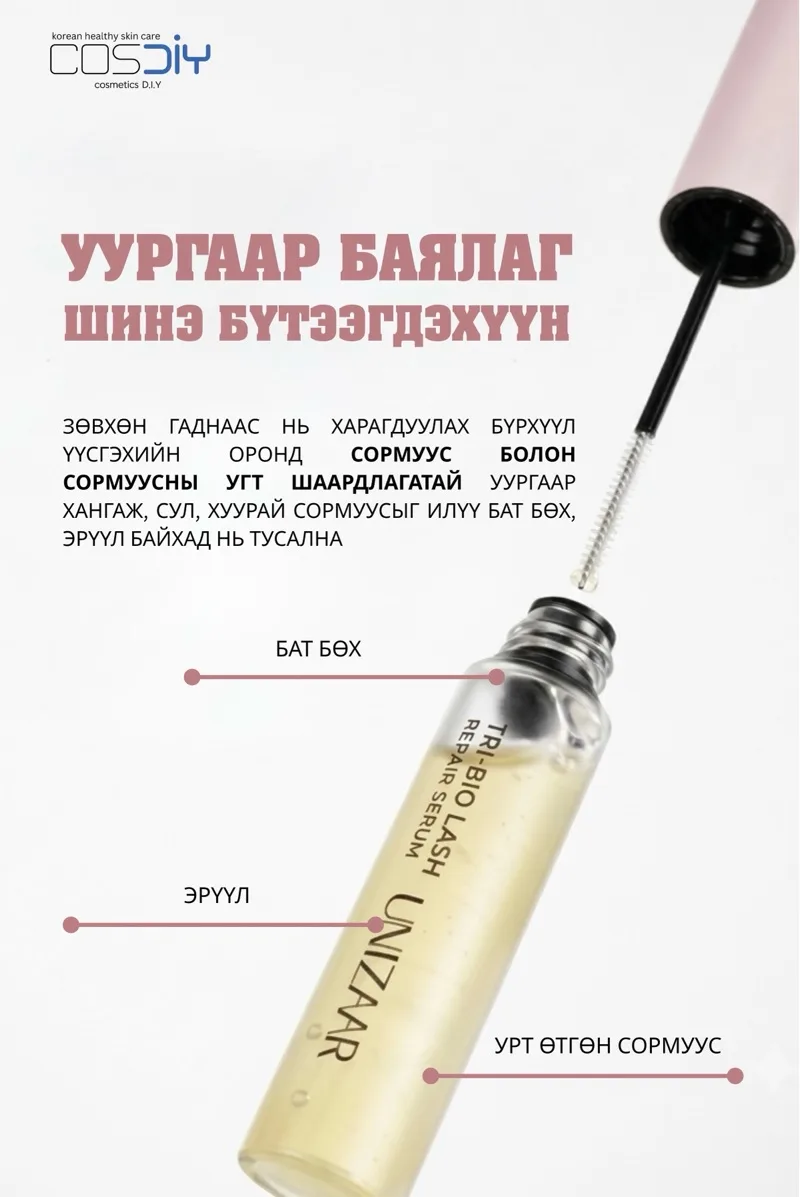 korean healthy skin care
COSDIY
cosmetics D.I.Y
УУРГААР БАЯЛАГ
ШИНЭ БҮТЭЭГДЭХҮҮН
ЗӨВХӨН ГАДНААС НЬ ХАРАГДУУЛАХ БҮРХҮҮЛ
ҮҮСГЭХИЙН ОРОНД СОРМУУС БОЛОН
СОРМУУСНЫ УГТ ШААРДЛАГАТАЙ УУРГААР
ХАНГАЖ, СУЛ, ХУУРАЙ СОРМУУСЫГ ИЛҮҮ БАТ БӨХ,
ЭРҮҮЛ БАЙХАД НЬ ТУСАЛНА
БАТ БӨХ
TRI-BIO LASH
REPAIR SERUM
ЭРҮҮЛ
UNIZAAR
УРТ ӨТГӨН СОРМУУС